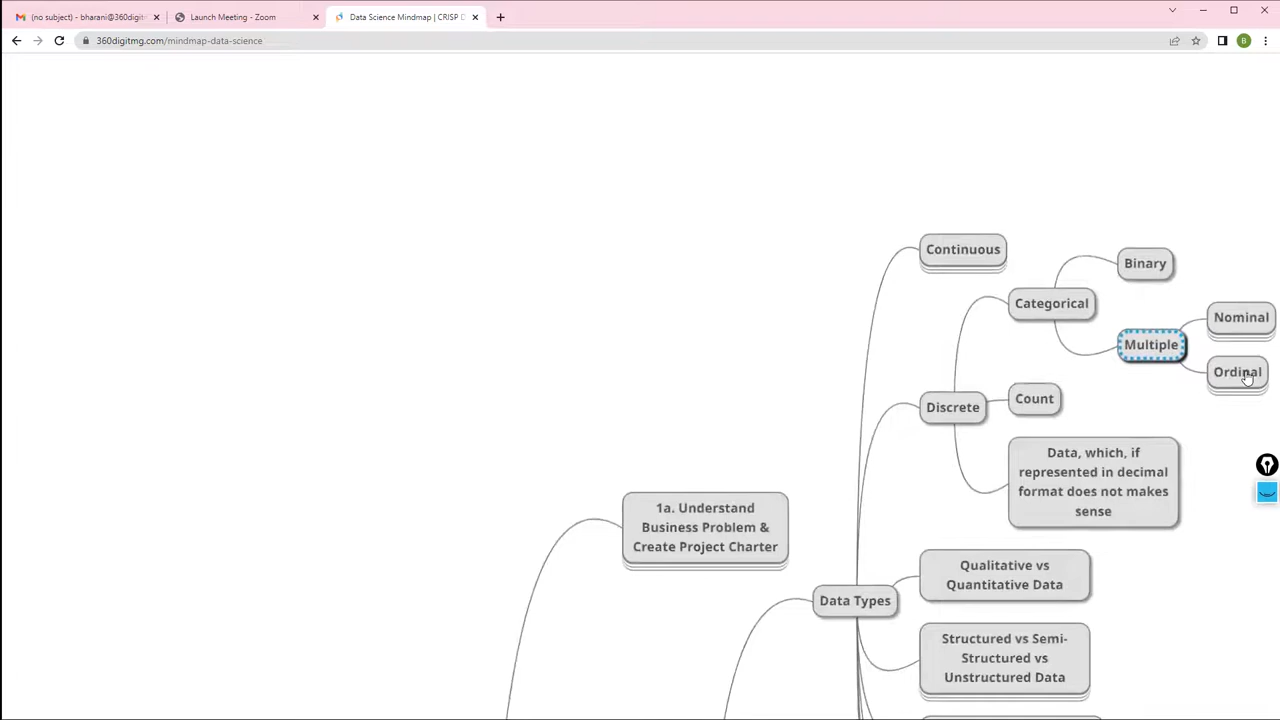 (no subject) - bharani@360digit
Launch Meeting - Zoom
Data Science Mindmap | CRISP D
360digitmg.com/mindmap-data-science
B
Continuous
Binary
Categorical
Nominal
Multiple
Ordinal
Count
Discrete
Data, which, if
represented in decimal
format does not makes
sense
1a. Understand
Business Problem &
Create Project Charter
Qualitative vs
Quantitative Data
Data Types
Structured vs Semi-
Structured vs
Unstructured Data